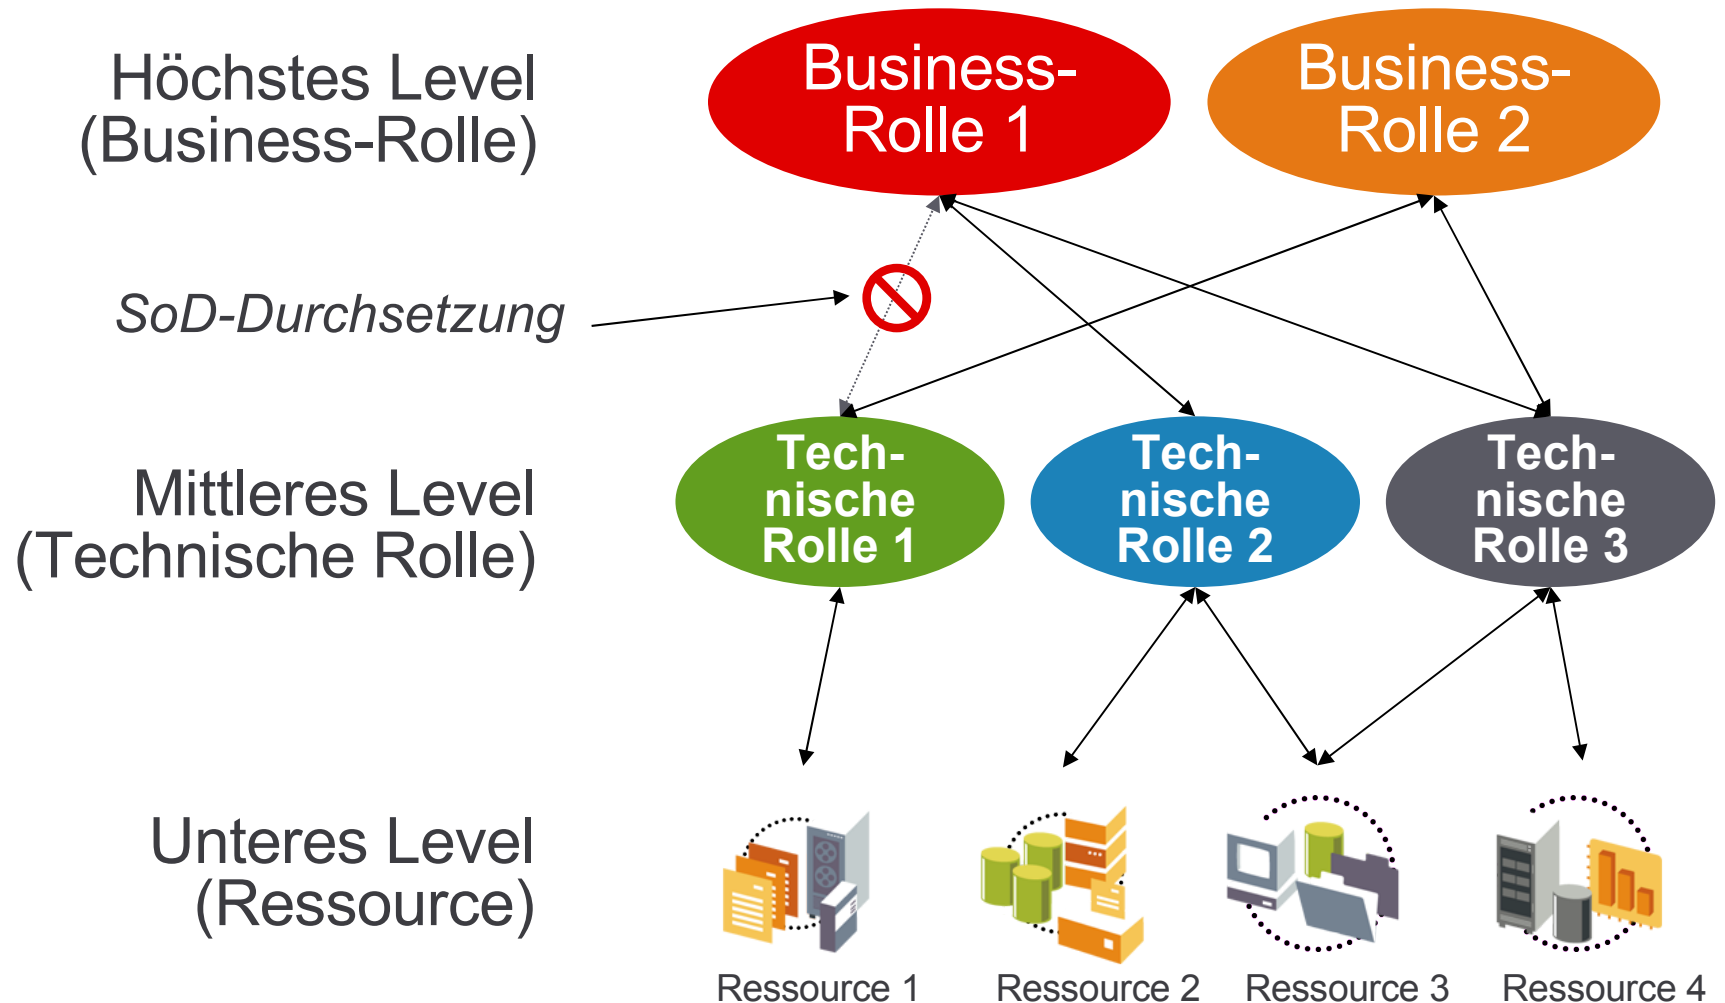 Höchstes Level
(Business-Rolle)
Business-
Rolle 1
Business-
Rolle 2
SoD-Durchsetzung
Mittleres Level
(Technische Rolle)
Tech-
nische
Rolle 1
Tech-
nische
Rolle 2
Tech-
nische
Rolle 3
Unteres Level
(Ressource)
Ressource 1
Ressource 2
Ressource 3
Ressource 4